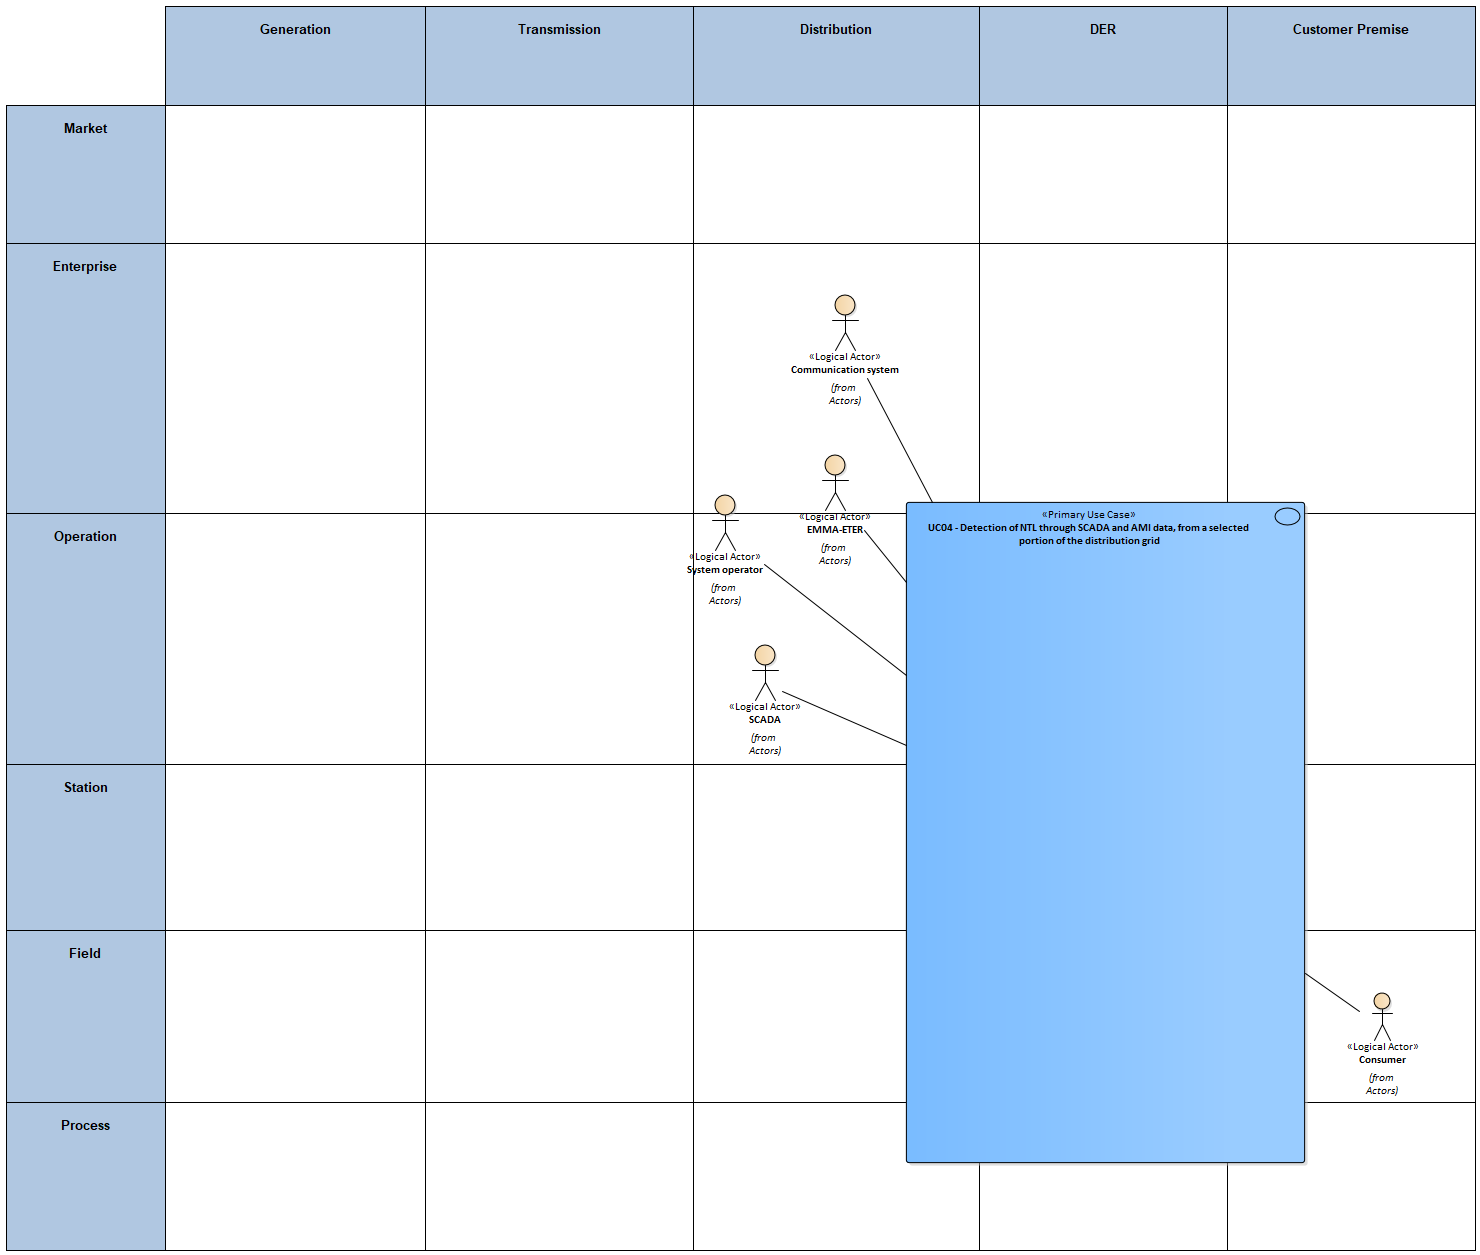 Generation
Transmission
Distribution
DER
Customer Premise
Market
Enterprise
«Logical Actor»
Communication system
(from
Actors)
«Logical Actor»
EMMA-ETER
(from
Actors)
Operation
«Logical Actor»
System operator
(from
Actors)
«Primary Use Case»
UC04 - Detection of NTL through SCADA and AMI data, from a selected
portion of the distribution grid
«Logical Actor»
SCADA
(from
Actors)
Station
Field
«Logical Actor»
Consumer
(from
Actors)
Process